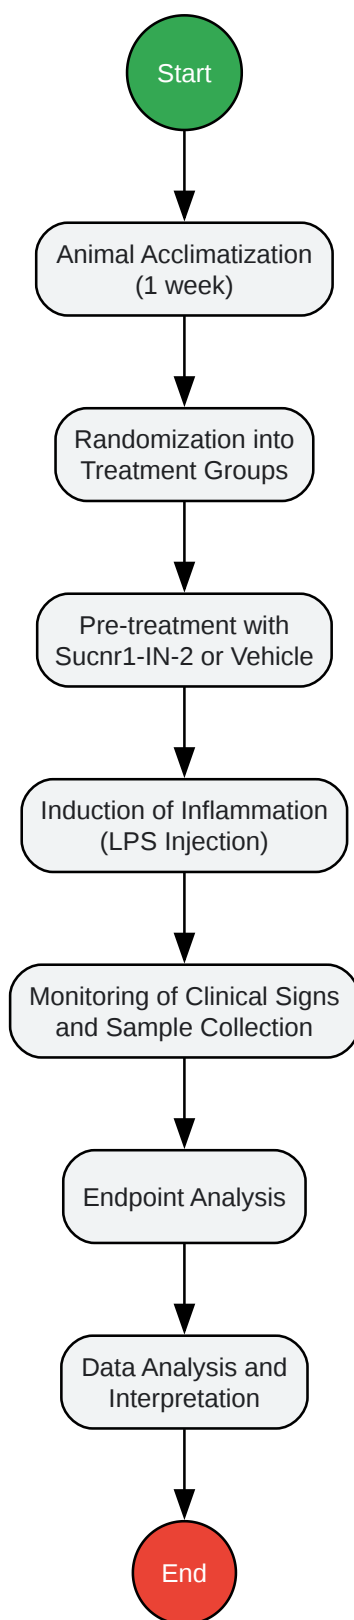 Start
Animal Acclimatization
(1 week)
Randomization into
Treatment Groups
Pre-treatment with
Sucnr1-IN-2 or Vehicle
Induction of Inflammation
(LPS Injection)
Monitoring of Clinical Signs
and Sample Collection
Endpoint Analysis
Data Analysis and
Interpretation
End